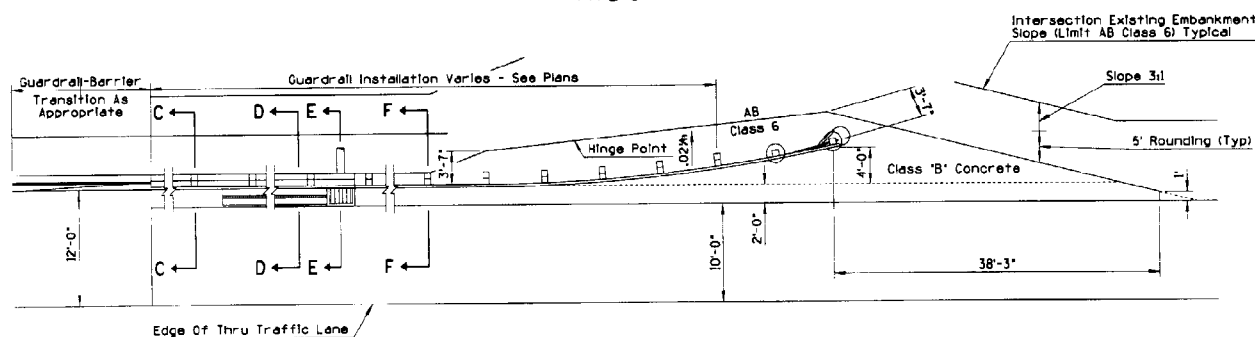 Intersection Existing Embankment
Slope (Limit AB Class 6) Typical
Guardrail-Barrier
Transition As
Appropriate
Guardrail Installation Varies - See Plans
Slope 3:1
3'-7"
C
D
E
F
AB
Class 6
Hinge Point
.02'/'
3'-7"
4'-0"
5' Rounding (Typ)
Class "B" Concrete
1'
12'-0"
10'-0"
2'-0"
C
D
E
F
38'-3"
Edge Of Thru Traffic Lane